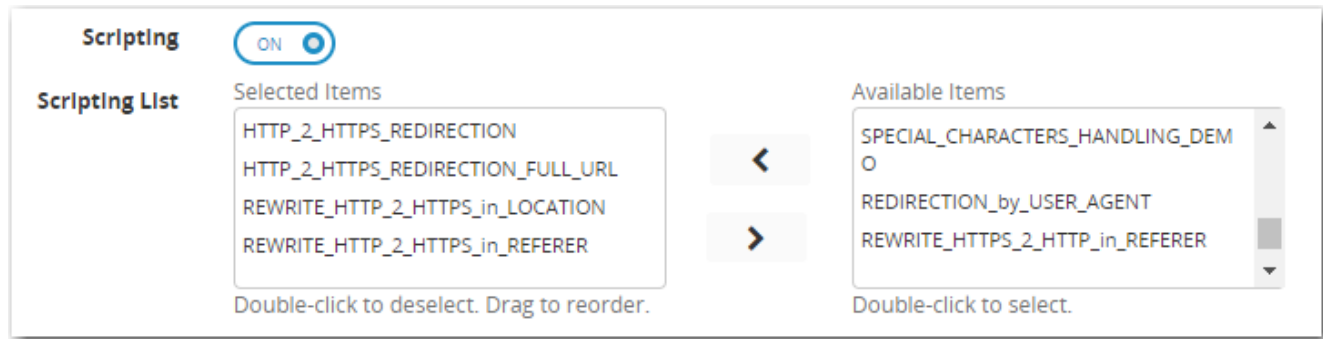 Scripting
ON
Scripting List
Selected Items
HTTP_2_HTTPS_REDIRECTION
HTTP_2_HTTPS_REDIRECTION_FULL_URL
REWRITE_HTTP_2_HTTPS_in_LOCATION
REWRITE_HTTP_2_HTTPS_in_REFERER
Double-click to deselect. Drag to reorder.
Available Items
SPECIAL_CHARACTERS_HANDLING_DEM
O
REDIRECTION_by_USER_AGENT
REWRITE_HTTPS_2_HTTP_in_REFERER
Double-click to select.